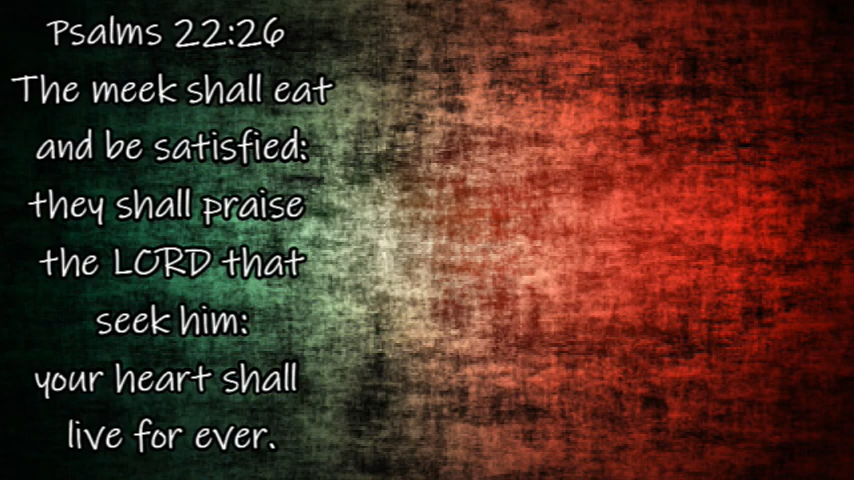 Psalms 22:26
The meek shall eat
and be satisfied:
they shall praise
the LORD that
seek him:
your heart shall
live for ever.